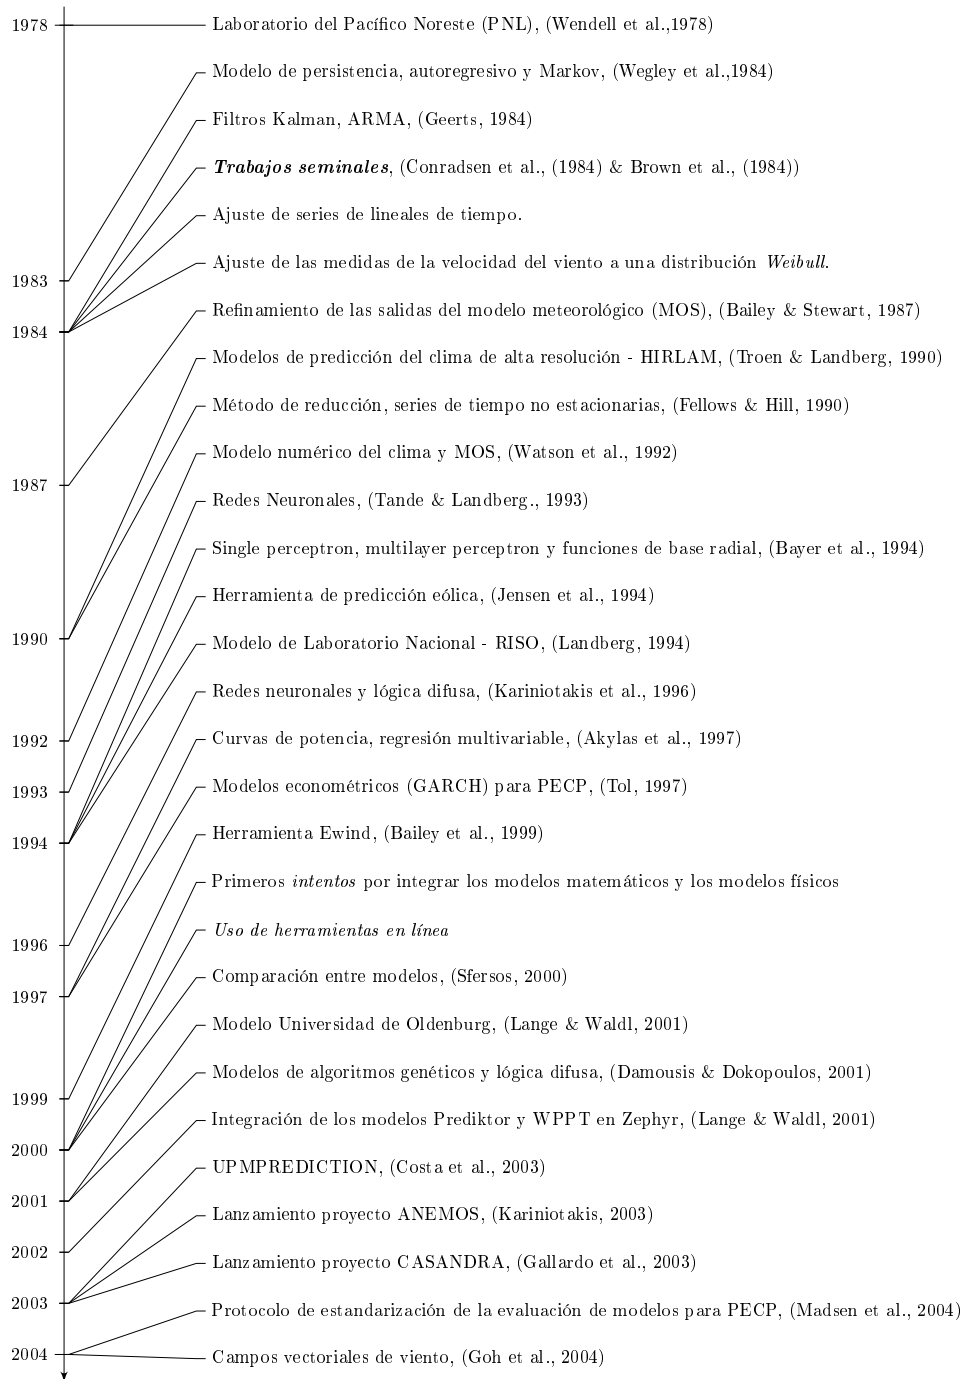 1978 Laboratorio del Pacífico Noreste (PNL), (Wendell et al.,1978)
Modelo de persistencia, autoregresivo y Markov, (Wegley et al.,1984)
Filtros Kalman, ARMA, (Geerts, 1984)
Trabajos seminales, (Conradsen et al., (1984) & Brown et al., (1984))
Ajuste de series de lineales de tiempo.
Ajuste de las medidas de la velocidad del viento a una distribución Weibull.
1983
Refinamiento de las salidas del modelo meteorológico (MOS), (Bailey & Stewart, 1987)
1984
Modelos de predicción del clima de alta resolución - HIRLAM, (Troen & Landberg, 1990)
Método de reducción, series de tiempo no estacionarias, (Fellows & Hill, 1990)
Modelo numérico del clima y MOS, (Watson et al., 1992)
1987
Redes Neuronales, (Tande & Landberg., 1993)
Single perceptron, multilayer perceptron y funciones de base radial, (Bayer et al., 1994)
Herramienta de predicción eólica, (Jensen et al., 1994)
1990
Modelo de Laboratorio Nacional - RISO, (Landberg, 1994)
Redes neuronales y lógica difusa, (Kariniotakis et al., 1996)
1992
Curvas de potencia, regresión multivariable, (Akylas et al., 1997)
1993
Modelos econométricos (GARCH) para PECP, (Tol, 1997)
1994
Herramienta Ewind, (Bailey et al., 1999)
Primeros intentos por integrar los modelos matemáticos y los modelos físicos
Uso de herramientas en línea
1996
Comparación entre modelos, (Sfersos, 2000)
1997
Modelo Universidad de Oldenburg, (Lange & Waldl, 2001)
Modelos de algoritmos genéticos y lógica difusa, (Damousis & Dokopoulos, 2001)
1999
Integración de los modelos Prediktor y WPPT en Zephyr, (Lange & Waldl, 2001)
2000
UPMPREDICTION, (Costa et al., 2003)
2001
Lanzamiento proyecto ANEMOS, (Kariniotakis, 2003)
2002
Lanzamiento proyecto CASANDRA, (Gallardo et al., 2003)
2003
Protocolo de estandarización de la evaluación de modelos para PECP, (Madsen et al., 2004)
2004
Campos vectoriales de viento, (Goh et al., 2004)